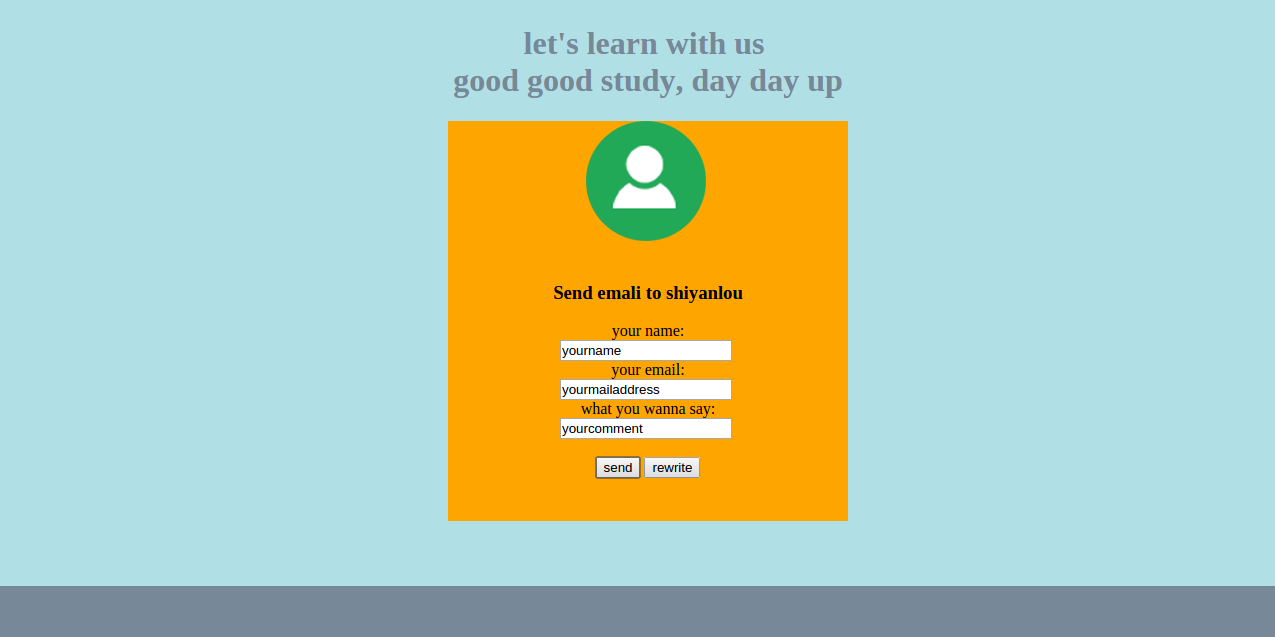 let's learn with us
good good study, day day up
Send emali to shiyanlou
your name:
yourname
your email:
yourmailaddress
what you wanna say:
yourcomment
send rewrite